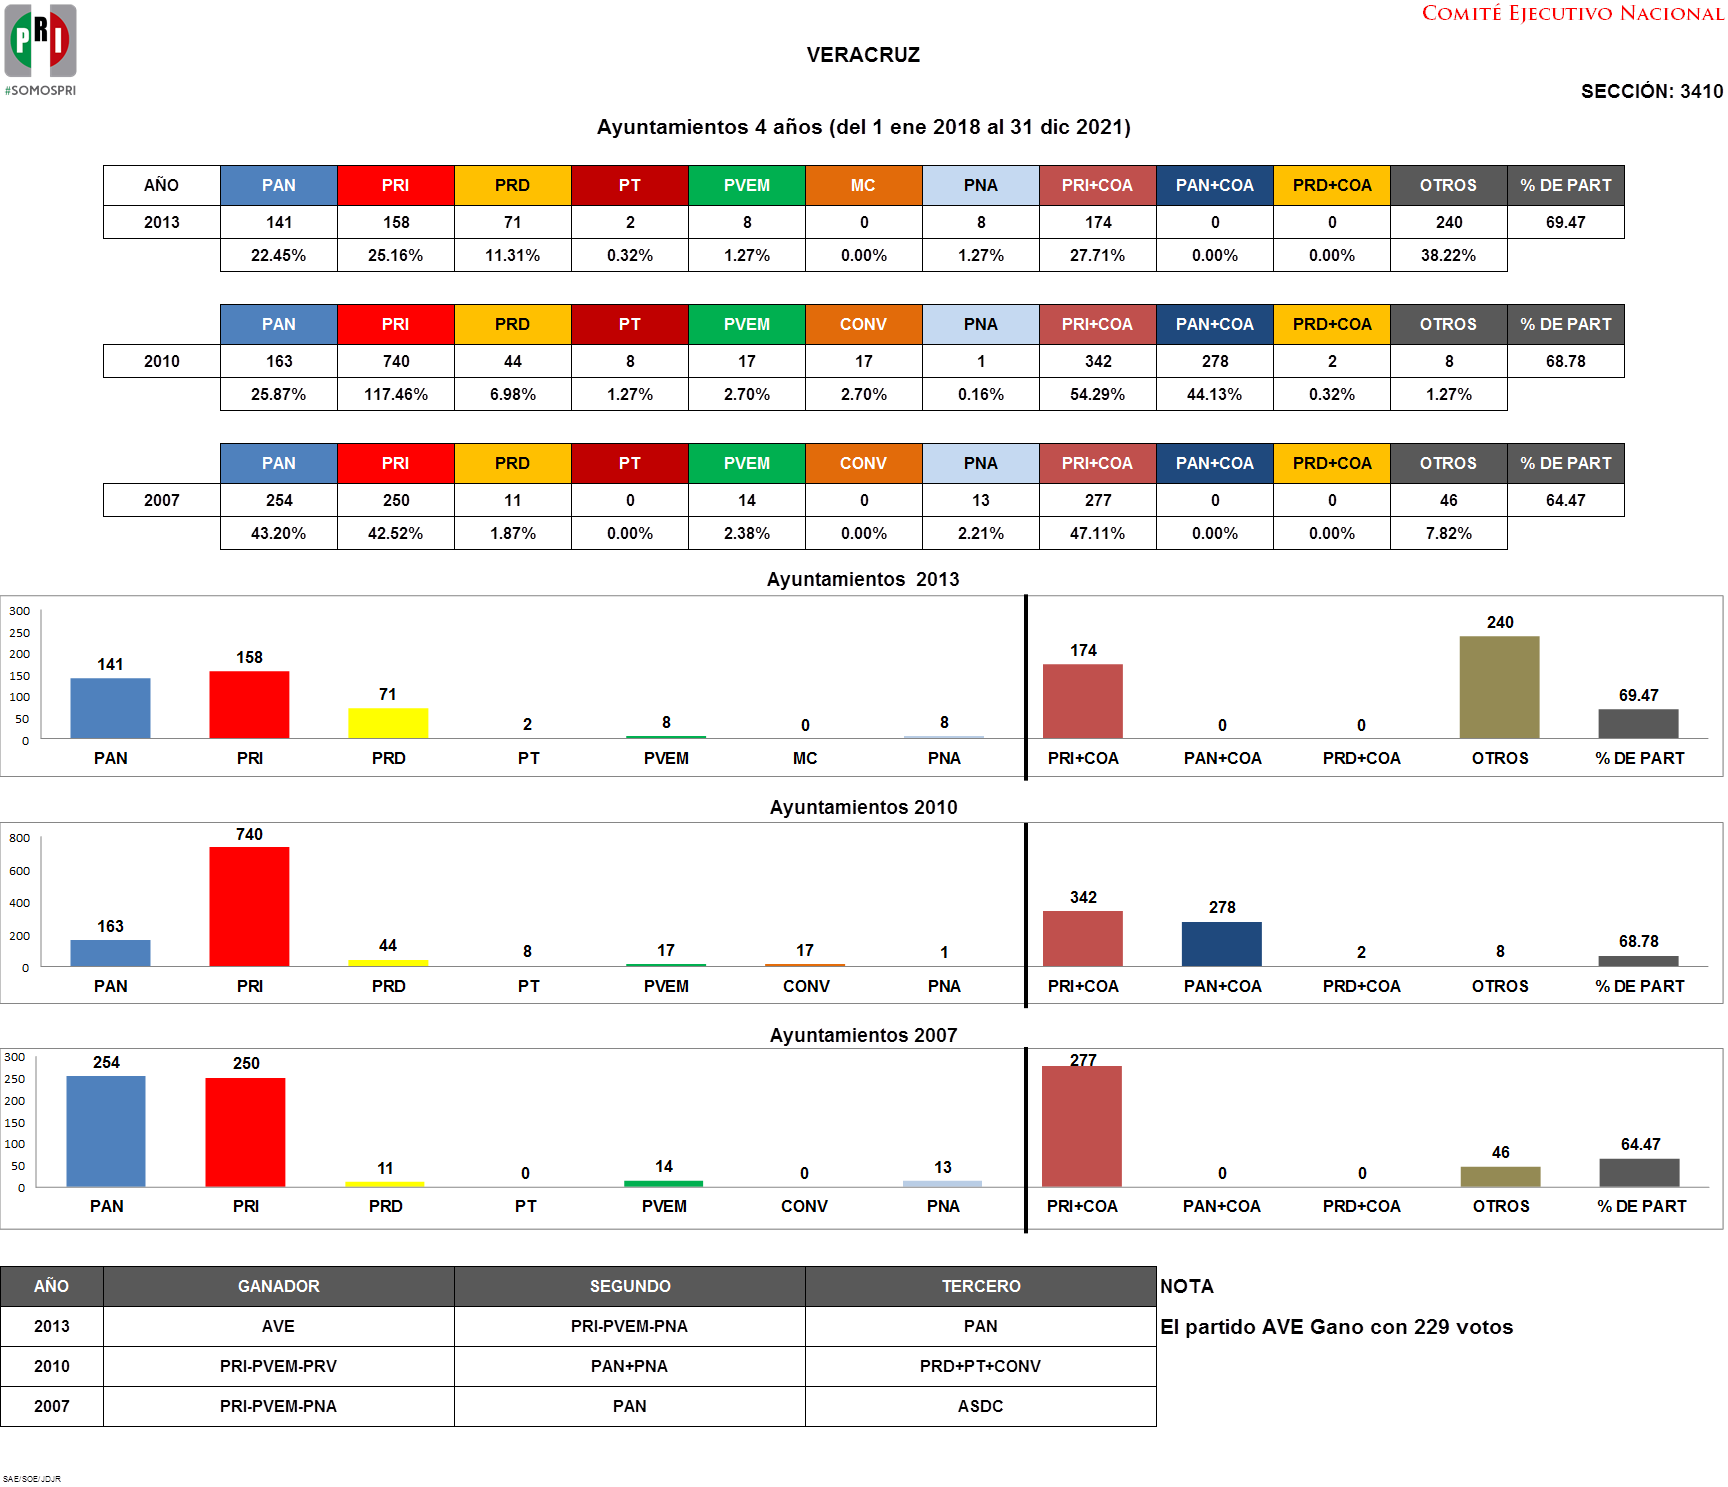 PRI
#SOMOSPRI
COMITÉ EJECUTIVO NACIONAL
VERACRUZ
SECCIÓN: 3410
Ayuntamientos 4 años (del 1 ene 2018 al 31 dic 2021)
AÑO PAN PRI PRD PT PVEM MC PNA PRI+COA PAN+COA PRD+COA OTROS % DE PART
2013 141 158 71 2 8 0 8 174 0 0 240 69.47
22.45% 25.16% 11.31% 0.32% 1.27% 0.00% 1.27% 27.71% 0.00% 0.00% 38.22%
PAN PRI PRD PT PVEM CONV PNA PRI+COA PAN+COA PRD+COA OTROS % DE PART
2010 163 740 44 8 17 17 1 342 278 2 8 68.78
25.87% 117.46% 6.98% 1.27% 2.70% 2.70% 0.16% 54.29% 44.13% 0.32% 1.27%
PAN PRI PRD PT PVEM CONV PNA PRI+COA PAN+COA PRD+COA OTROS % DE PART
2007 254 250 11 0 14 0 13 277 0 0 46 64.47
43.20% 42.52% 1.87% 0.00% 2.38% 0.00% 2.21% 47.11% 0.00% 0.00% 7.82%
Ayuntamientos 2013
300
250
200
150
100
50
0
141 158 71 2 8 0 8 174 0 0 240 69.47
PAN PRI PRD PT PVEM MC PNA PRI+COA PAN+COA PRD+COA OTROS % DE PART
Ayuntamientos 2010
800
600
400
200
0
163 740 44 8 17 17 1 342 278 2 8 68.78
PAN PRI PRD PT PVEM CONV PNA PRI+COA PAN+COA PRD+COA OTROS % DE PART
Ayuntamientos 2007
300
250
200
150
100
50
0
254 250 11 0 14 0 13 277 0 0 46 64.47
PAN PRI PRD PT PVEM CONV PNA PRI+COA PAN+COA PRD+COA OTROS % DE PART
AÑO GANADOR SEGUNDO TERCERO NOTA
2013 AVE PRI-PVEM-PNA PAN El partido AVE Gano con 229 votos
2010 PRI-PVEM-PRV PAN+PNA PRD+PT+CONV
2007 PRI-PVEM-PNA PAN ASDC
SAE/SOE/JDJR